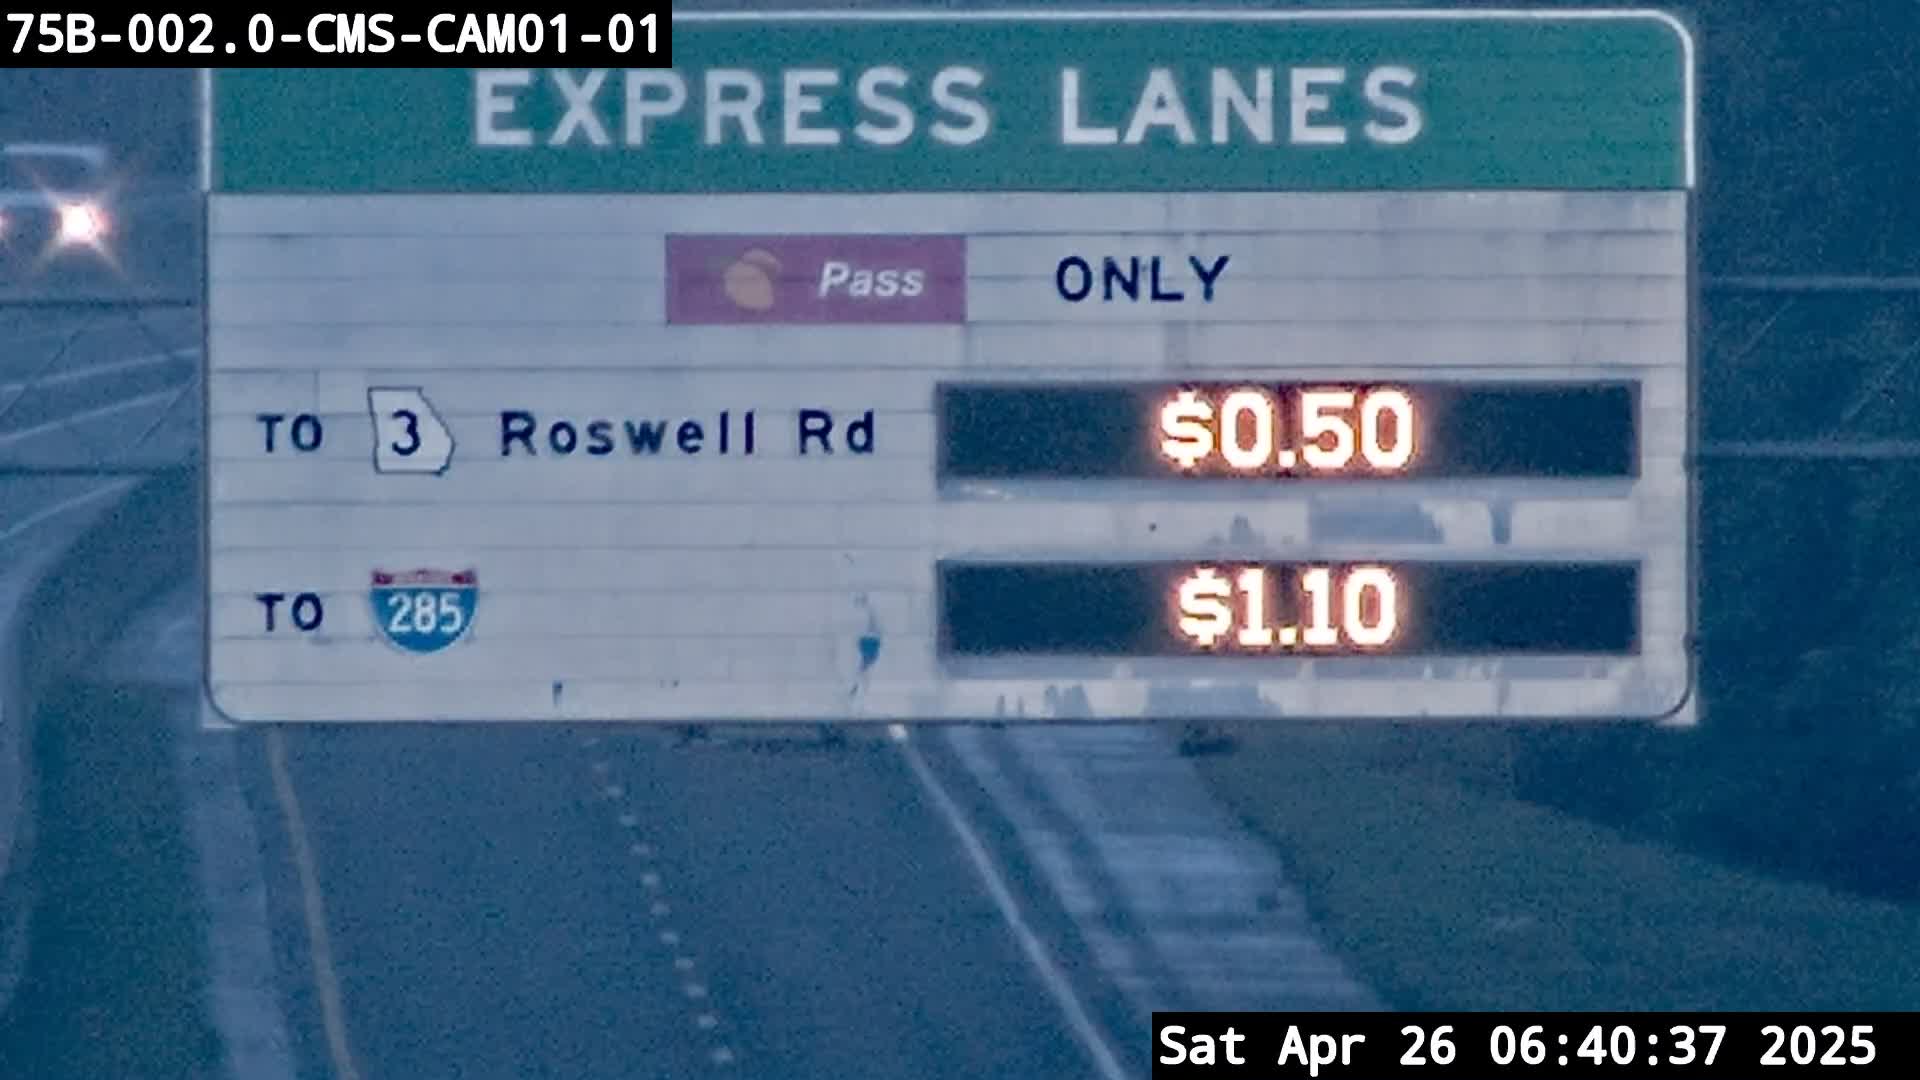 75B-002.0-CMS-CAM01-01
EXPRESS LANES
Pass ONLY
TO 3 Roswell Rd $0.50
TO 285 $1.10
Sat Apr 26 06:40:37 2025